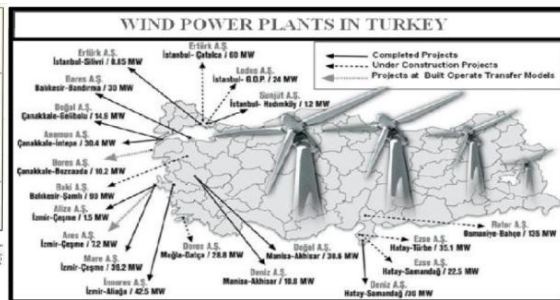 WIND POWER PLANTS IN TURKEY
Completed Projects
Under Construction Projects
Projects at Built Operate Transfer Models
Ertürk A.Ş.
İstanbul-Silivri / 0.85 MW
Ertürk A.Ş.
İstanbul- Çatalca / 60 MW
Lodos A.Ş.
İstanbul- G.O.P. / 24 MW
Sunjüt A.Ş.
İstanbul- Hadımköy / 1.2 MW
Bares A.Ş.
Balıkesir-Bandırma / 30 MW
Doğal A.Ş.
Çanakkale-Gelibolu / 14.9 MW
Anemon A.Ş.
Çanakkale-İntepe / 30.4 MW
Bores A.Ş.
Çanakkale-Bozcaada / 10.2 MW
Baki A.Ş.
Balıkesir-Şamlı / 90 MW
Alize A.Ş.
İzmir-Çeşme / 1.5 MW
Ares A.Ş.
İzmir-Çeşme / 7.2 MW
Mare A.Ş.
İzmir-Çeşme / 39.2 MW
İnnores A.Ş.
İzmir-Aliağa / 42.5 MW
Dares A.Ş.
Muğla-Datça / 28.8 MW
Deniz A.Ş.
Manisa-Akhisar / 10.8 MW
Doğal A.Ş.
Manisa-Akhisar / 30.6 MW
Rotor A.Ş.
Osmaniye-Bahçe / 135 MW
Ezse A.Ş.
Hatay-Türbe / 35.1 MW
Ezse A.Ş.
Hatay-Samandağ / 22.5 MW
Deniz A.Ş.
Hatay-Samandağ /30 MW